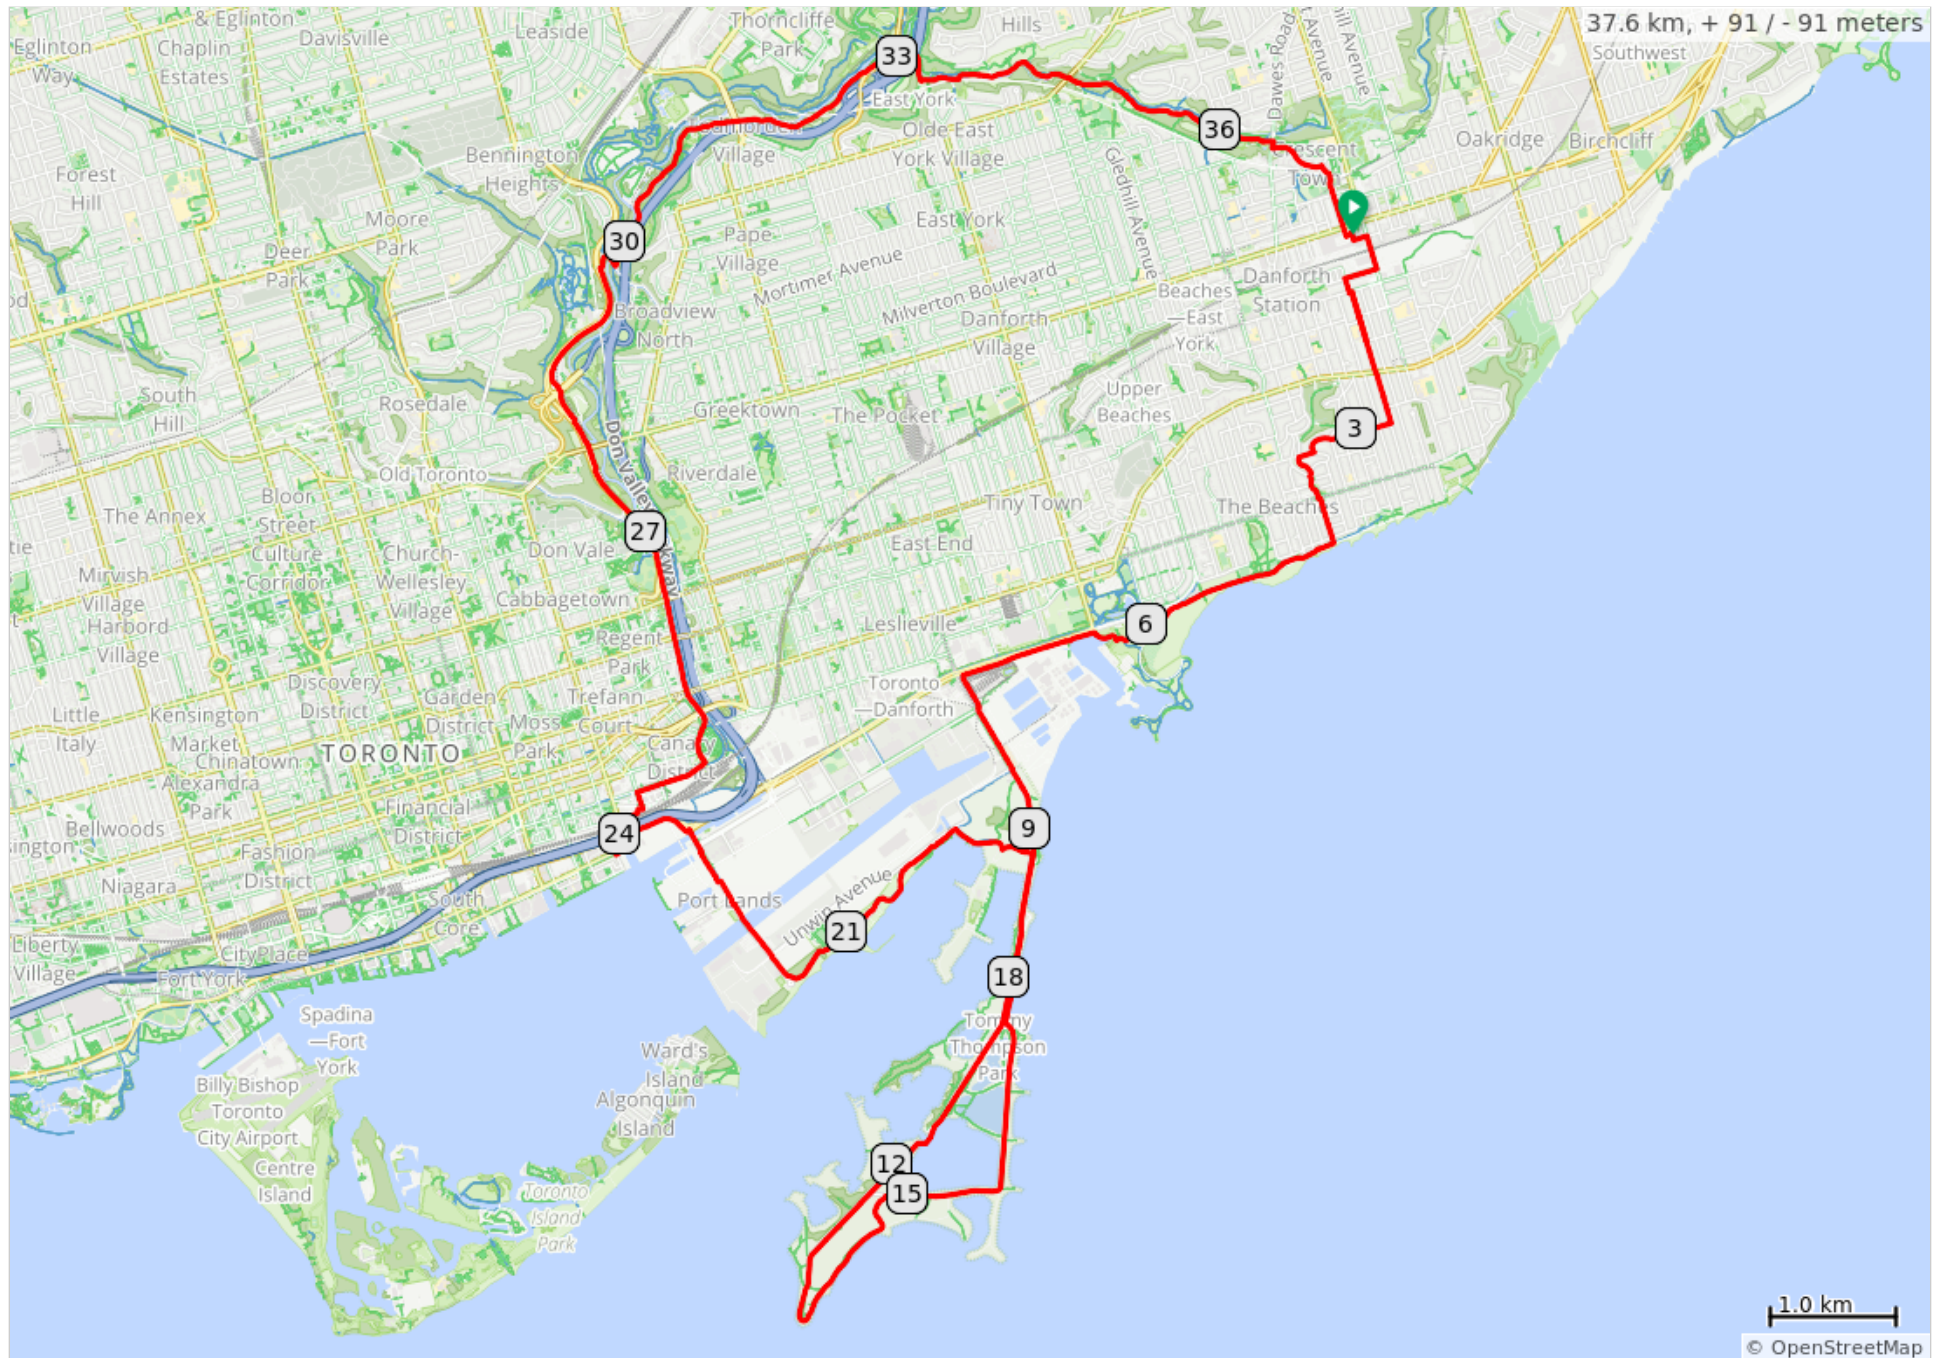 37.6 km, + 91 / - 91 meters
& Eglinton
Eglinton
Way
Chaplin
Estates
Davisville
Leaside
Thorncliffe
Park
Hills
Dawes Road
Southwest
33
East York
36
Olde East
York Village
Village
Crescent
Town
Oakridge
Birchcliff
Bennington
Heights
Forest
Hill
Moore
Park
Deer
Park
30
Pape
Village
East York
Gledhill Avenue
Mortimer Avenue
Milverton Boulevard
Danforth
Station
Broadview
North
Danforth
Village
Beaches
—East
York
South
Hill
Rosedale
Greektown
The Pocket
Upper
Beaches
3
Don Valley
Old Toronto
Riverdale
Bloor
Street
Culture
Corridor
The Annex
Tiny Town
The Beaches
27
Church-
Wellesley
Village
Don Vale
East End
Mirvish
Village
Cabbagetown
Harbord
Village
Regent
Park
Leslieville
6
Discovery
District
Garden
District
Trefann
Court
Toronto
—Danforth
Little
Italy
Kensington
Market
Moss
Park
Chinatown
TORONTO
Canary
District
Alexandra
Park
Financial
District
Bellwoods
24
9
Fashion
District
Niagara
Port Lands
Unwin Avenue
21
South
Core
Liberty
Village
CityPlace
Fort York
18
Spadina
—Fort
York
Tommy
Thompson
Park
Ward's
Island
Algonquin
Island
Billy Bishop
Toronto
City Airport
Centre
Island
12
15
Toronto
Island
Park
1.0 km
© OpenStreetMap